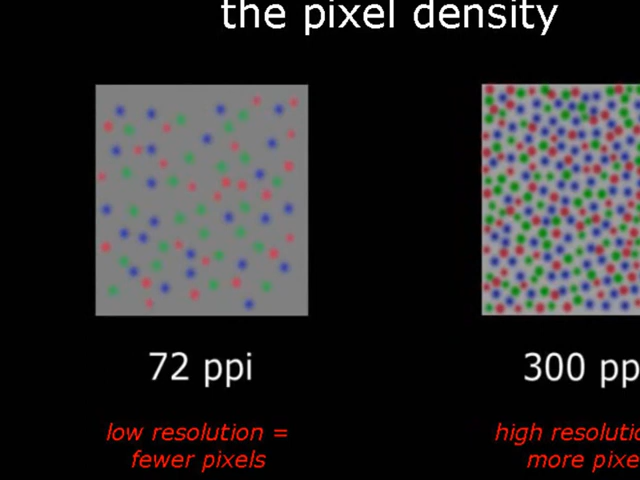 the pixel density
72 ppi
300 pp
low resolution =
fewer pixels
high resolutio
more pixe